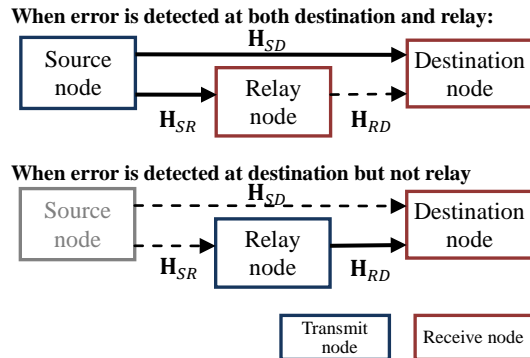 When error is detected at both destination and relay:
H_SD
Source
node
Destination
node
Relay
node
H_SR
H_RD
When error is detected at destination but not relay
H_SD
Source
node
Destination
node
Relay
node
H_SR
H_RD
Transmit
node
Receive node